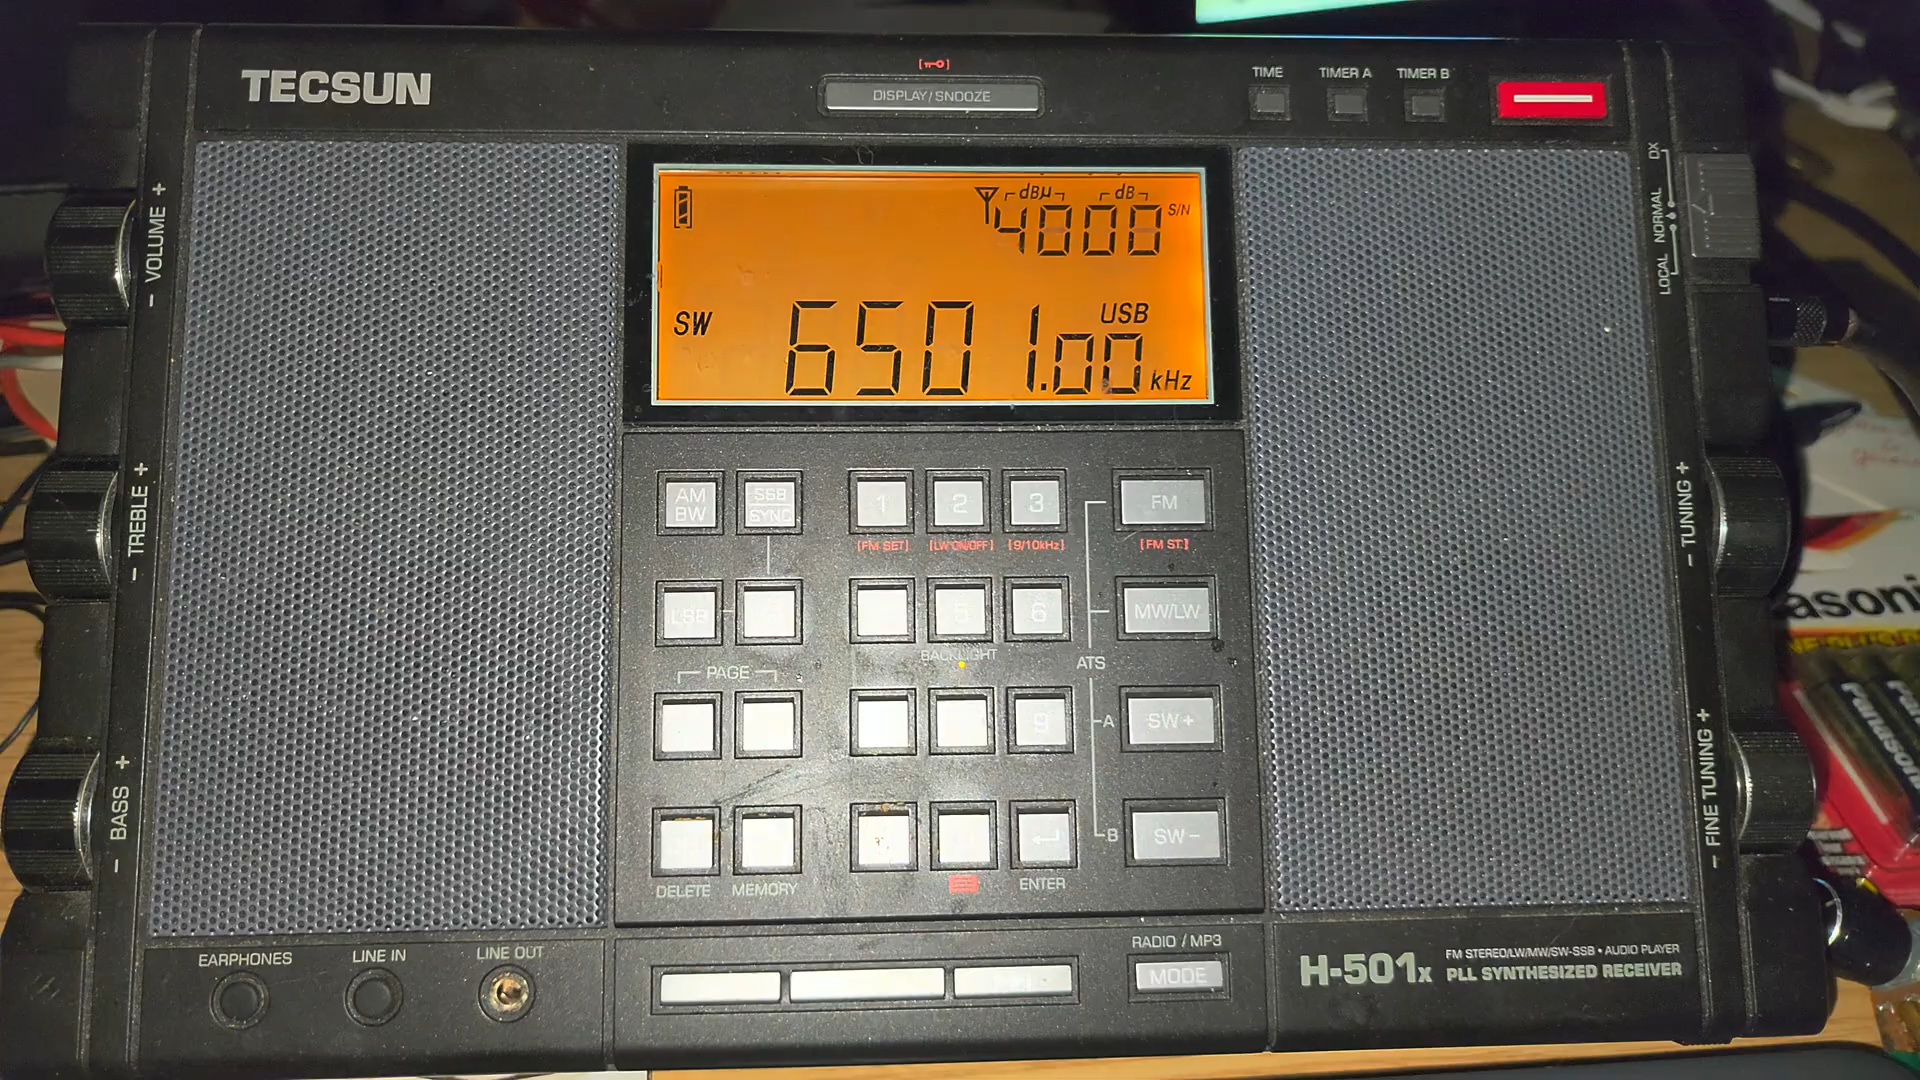 TECSUN
DISPLAY/SNOOZE
TIME TIMER A TIMER B
- VOLUME +
- TREBLE +
- BASS +
LOCAL NORMAL DX
- TUNING +
- FINE TUNING +
dBµ dB
4000 S/N
SW 6501.00 USB kHz
AM BW
SSB SYNC
1 2 3 FM
[FM SET] [LW ON/OFF] [9/10kHz] [FM ST.]
LSB 5 6 MW/LW
BACKLIGHT
PAGE
ATS
9 A SW+
B SW-
DELETE MEMORY ENTER
EARPHONES LINE IN LINE OUT
RADIO / MP3
MODE
H-501x
FM STEREO/LW/MW/SW-SSB • AUDIO PLAYER
PLL SYNTHESIZED RECEIVER
asonic
Panasonic